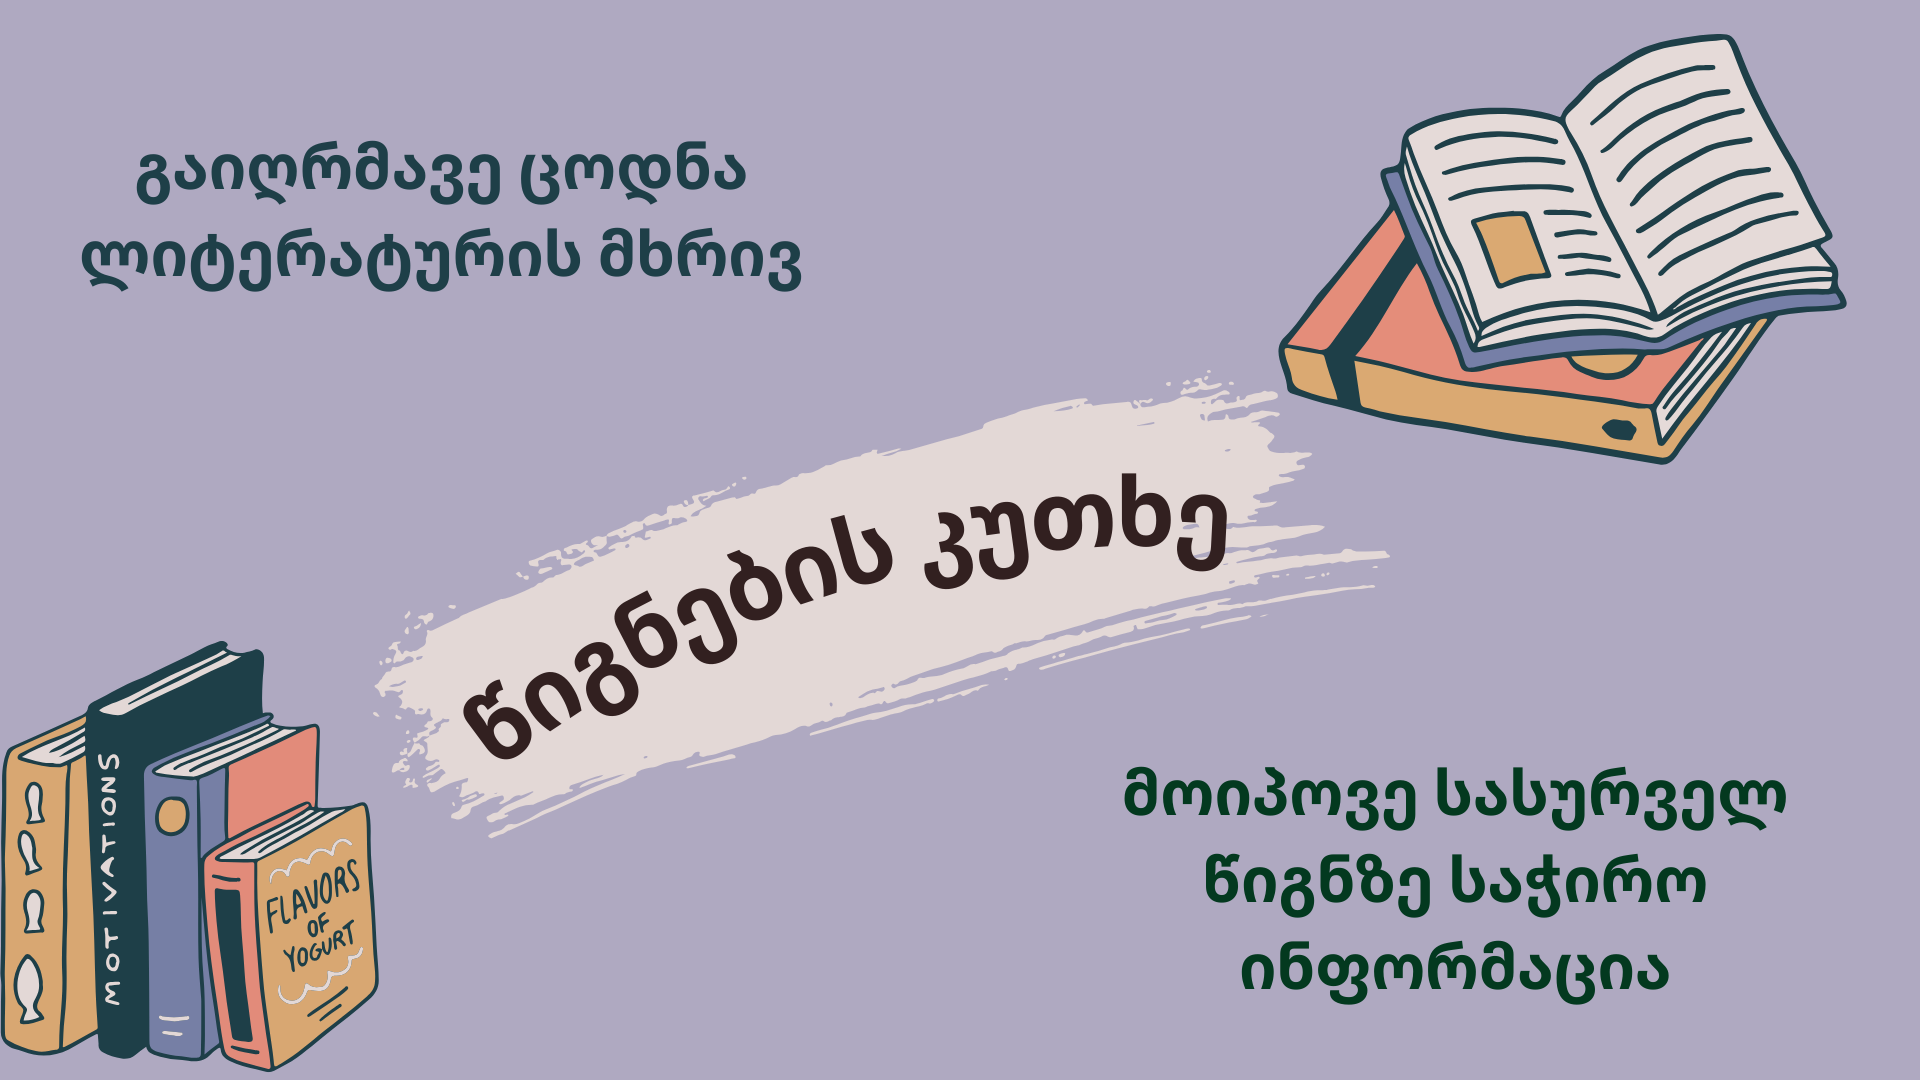 გაიღრმავე ცოდნა
ლიტერატურის მხრივ
წიგნების კუთხე
MOTIVATIONS
FLAVORS
OF
YOGURT
მოიპოვე სასურველ
წიგნზე საჭირო
ინფორმაცია